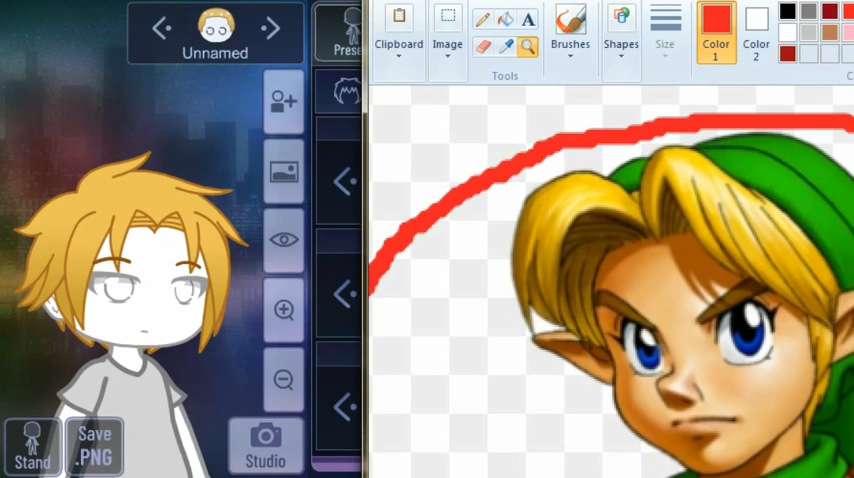 Unnamed
Prese
Stand
Save
.PNG
Studio
Clipboard
Image
A
Tools
Brushes
Shapes
Size
Color
1
Color
2
C